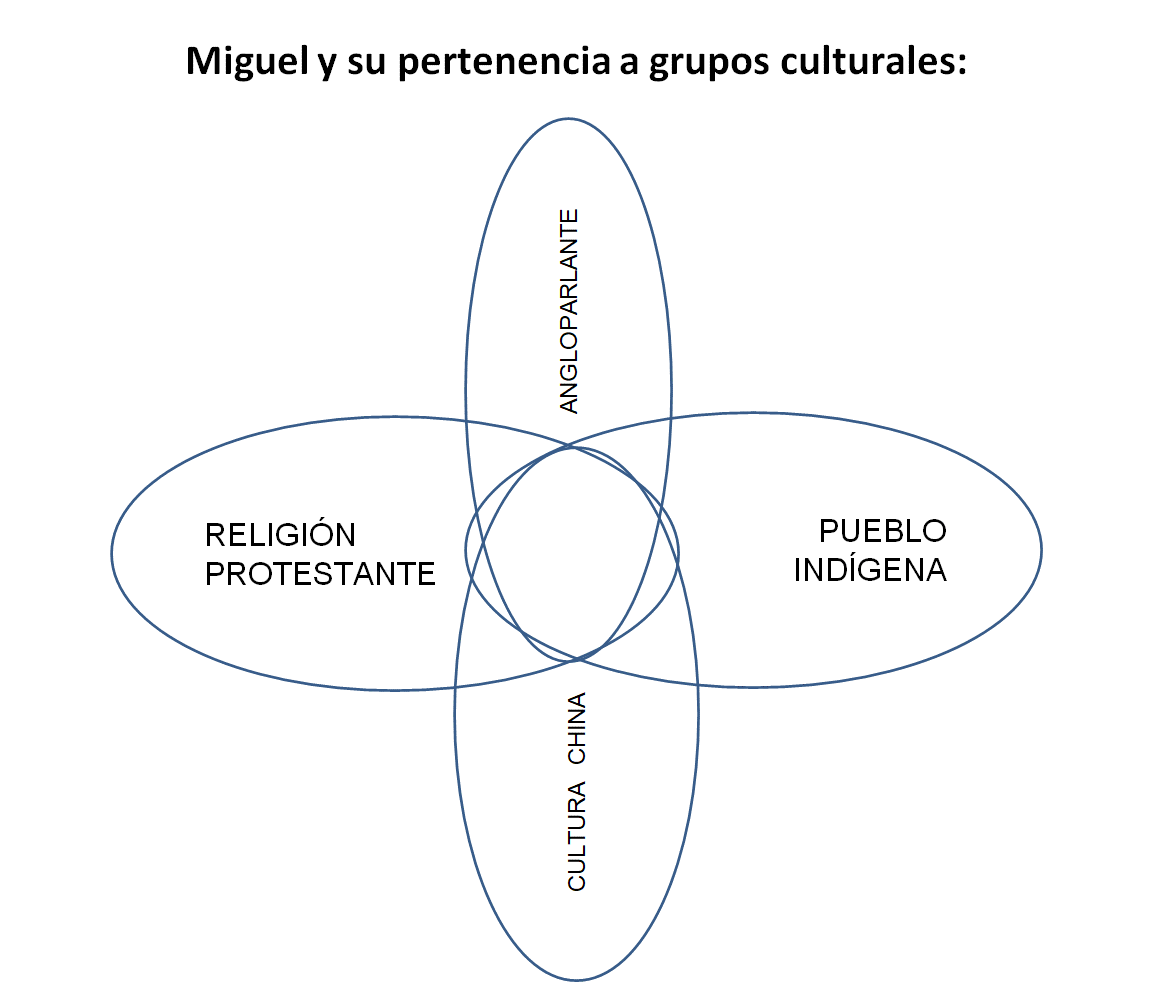 Miguel y su pertenencia a grupos culturales:
ANGLOPARLANTE
RELIGIÓN
PROTESTANTE
PUEBLO
INDÍGENA
CULTURA CHINA